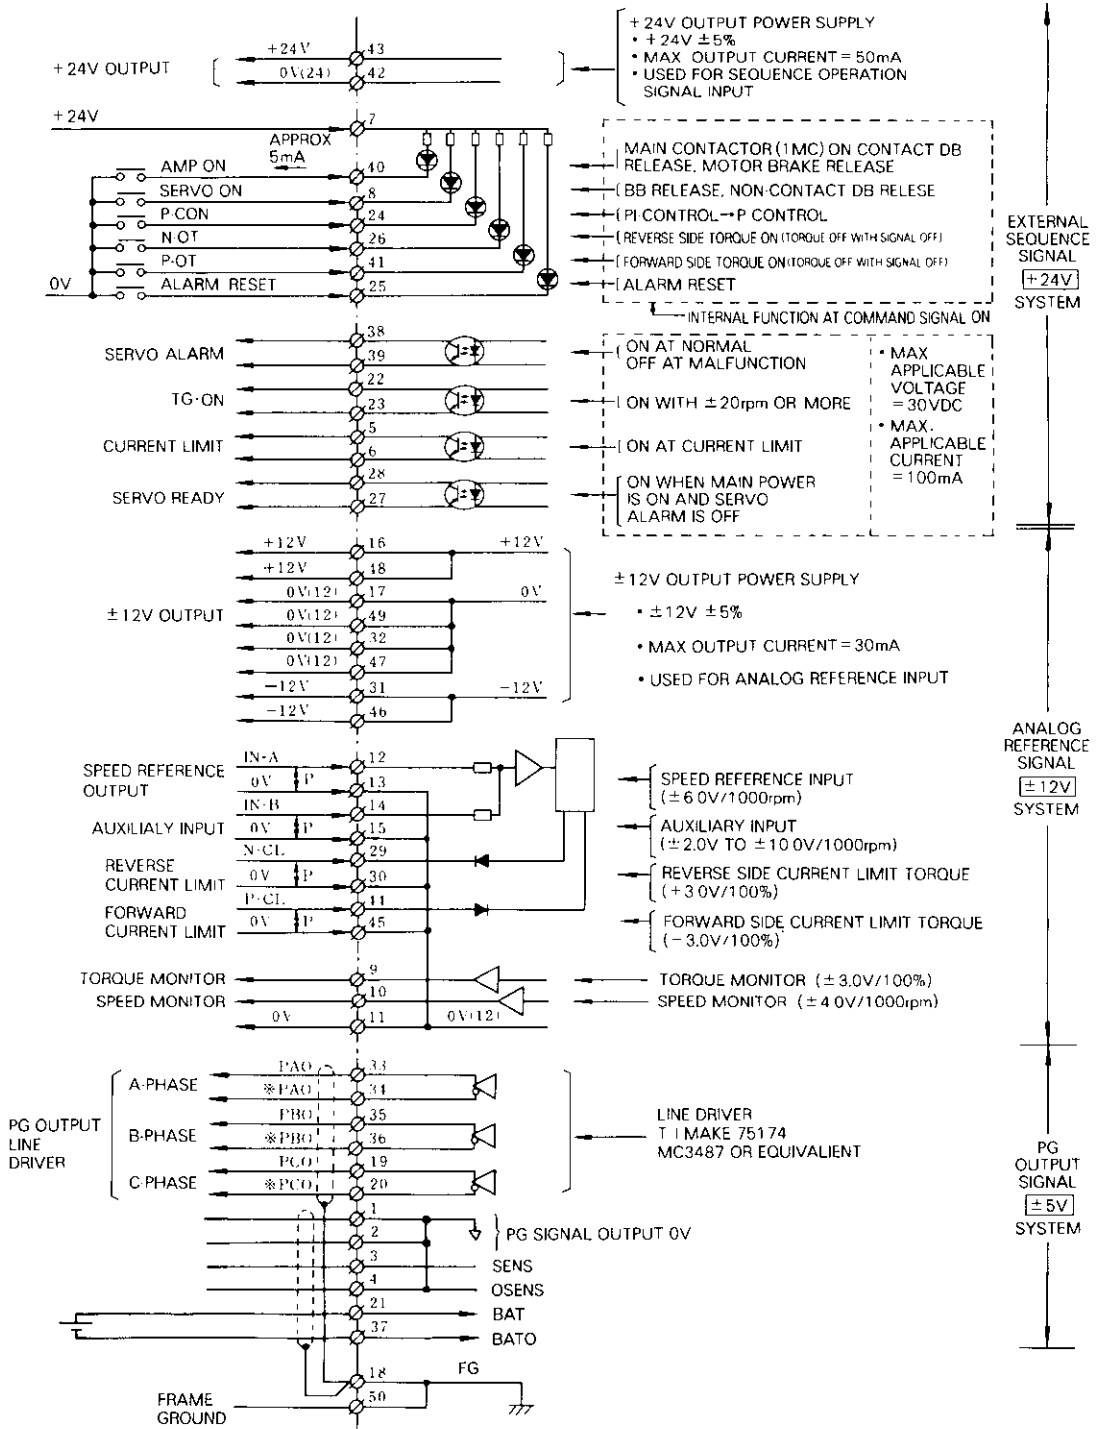 +24V OUTPUT
+24V 43
0V(24) 42
+24V OUTPUT POWER SUPPLY
• +24V ±5%
• MAX OUTPUT CURRENT = 50mA
• USED FOR SEQUENCE OPERATION
SIGNAL INPUT
+24V 7
APPROX
5mA
AMP ON 40
SERVO ON 8
P-CON 24
N-OT 26
P-OT 41
0V ALARM RESET 25
MAIN CONTACTOR (1MC) ON CONTACT DB
RELEASE, MOTOR BRAKE RELEASE
BB RELEASE, NON-CONTACT DB RELESE
PI-CONTROL→P CONTROL
REVERSE SIDE TORQUE ON (TORQUE OFF WITH SIGNAL OFF)
FORWARD SIDE TORQUE ON (TORQUE OFF WITH SIGNAL OFF)
ALARM RESET
INTERNAL FUNCTION AT COMMAND SIGNAL ON
EXTERNAL
SEQUENCE
SIGNAL
+24V
SYSTEM
SERVO ALARM 38
39
TG-ON 22
23
CURRENT LIMIT 5
6
SERVO READY 28
27
ON AT NORMAL
OFF AT MALFUNCTION
ON WITH ±20rpm OR MORE
ON AT CURRENT LIMIT
ON WHEN MAIN POWER
IS ON AND SERVO
ALARM IS OFF
• MAX
APPLICABLE
VOLTAGE
=30VDC
• MAX.
APPLICABLE
CURRENT
=100mA
±12V OUTPUT
+12V 16 +12V
+12V 48
0V(12) 17 0V
0V(12) 49
0V(12) 32
0V(12) 47
−12V 31 −12V
−12V 46
±12V OUTPUT POWER SUPPLY
• ±12V ±5%
• MAX OUTPUT CURRENT = 30mA
• USED FOR ANALOG REFERENCE INPUT
ANALOG
REFERENCE
SIGNAL
±12V
SYSTEM
SPEED REFERENCE
OUTPUT
IN-A 12
0V P 13
AUXILIALY INPUT
IN-B 14
0V P 15
REVERSE
CURRENT LIMIT
N-CL 29
0V P 30
FORWARD
CURRENT LIMIT
P-CL 44
0V P 45
SPEED REFERENCE INPUT
(±6.0V/1000rpm)
AUXILIARY INPUT
(±2.0V TO ±10 0V/1000rpm)
REVERSE SIDE CURRENT LIMIT TORQUE
(+3.0V/100%)
FORWARD SIDE CURRENT LIMIT TORQUE
(−3.0V/100%)
TORQUE MONITOR 9 TORQUE MONITOR (±3.0V/100%)
SPEED MONITOR 10 SPEED MONITOR (±4 0V/1000rpm)
0V 11 0V(12)
PG OUTPUT
LINE
DRIVER
A-PHASE
PAO 33
※PAO 34
B-PHASE
PBO 35
※PBO 36
C-PHASE
PCO 19
※PCO 20
LINE DRIVER
T I MAKE 75174
MC3487 OR EQUIVALIENT
PG
OUTPUT
SIGNAL
±5V
SYSTEM
1
2
PG SIGNAL OUTPUT 0V
3 SENS
4 OSENS
21 BAT
37 BATO
18 FG
FRAME
GROUND
50